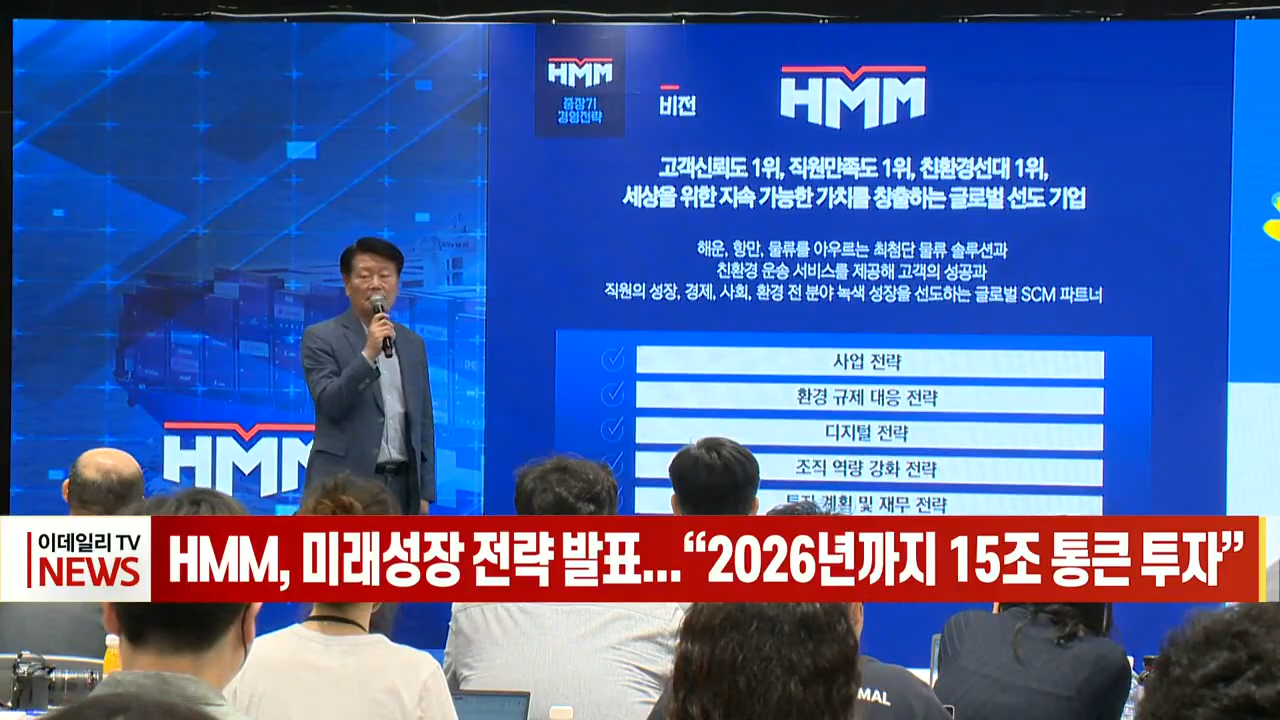 HMM
중장기
경영전략
비전
HMM
고객신뢰도 1위, 직원만족도 1위, 친환경선대 1위,
세상을 위한 지속 가능한 가치를 창출하는 글로벌 선도 기업
해운, 항만, 물류를 아우르는 최첨단 물류 솔루션과
친환경 운송 서비스를 제공해 고객의 성공과
직원의 성장, 경제, 사회, 환경 전 분야 녹색 성장을 선도하는 글로벌 SCM 파트너
사업 전략
환경 규제 대응 전략
디지털 전략
조직 역량 강화 전략
투자 계획 및 재무 전략
HMM
이데일리 TV
NEWS
HMM, 미래성장 전략 발표...“2026년까지 15조 통큰 투자”
MAL